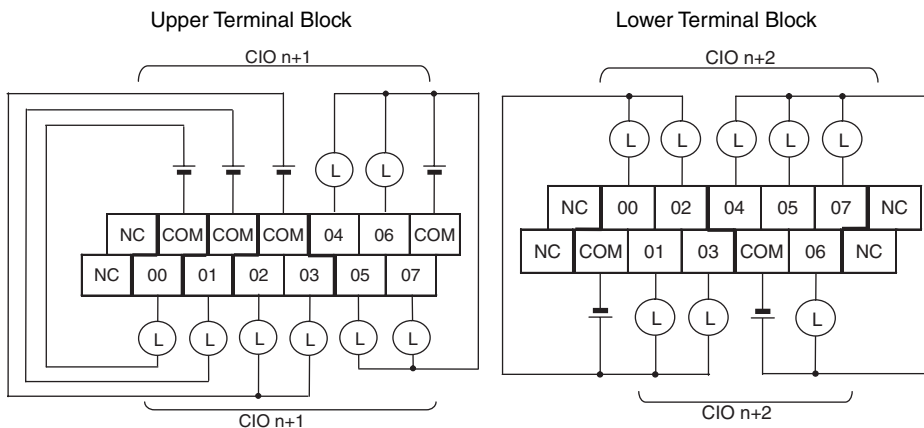 Upper Terminal Block
Lower Terminal Block
CIO n+1
CIO n+2
L L
L L L L L
NC COM COM COM 04 06 COM
NC 00 01 02 03 05 07
NC 00 02 04 05 07 NC
NC COM 01 03 COM 06 NC
L L L L L L
L L L
CIO n+1
CIO n+2